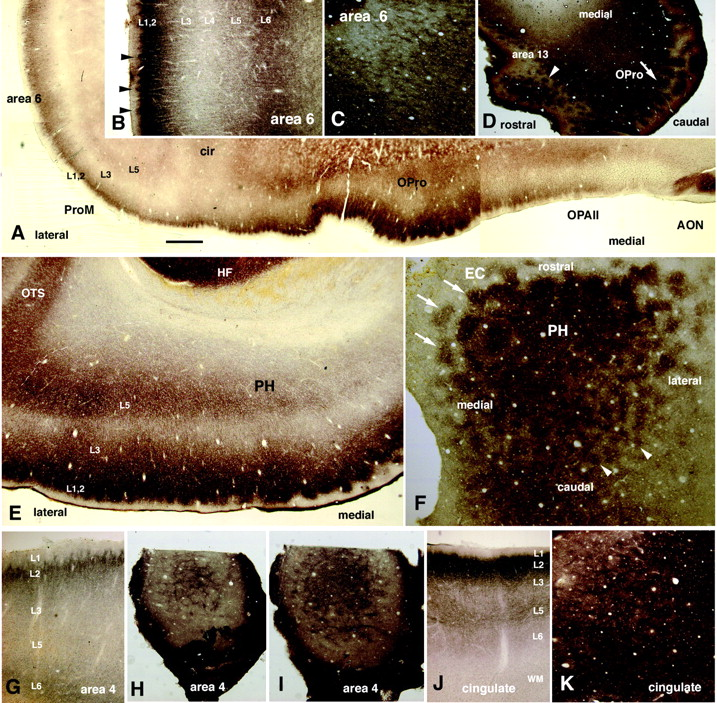 L1,2 L3 L4 L5 L6
area 6
B
area 6
C
medial
area 13
OPro
D
rostral
caudal
area 6
cir
L1,2 L3 L5
OPro
ProM
OPAll
AON
A
lateral
medial
HF
OTS
PH
L5
L3
L1,2
E
lateral
medial
EC
rostral
PH
lateral
medial
caudal
F
L1
L2
L3
L5
L6
G
area 4
H
area 4
I
area 4
L1
L2
L3
L5
L6
WM
J
cingulate
K
cingulate